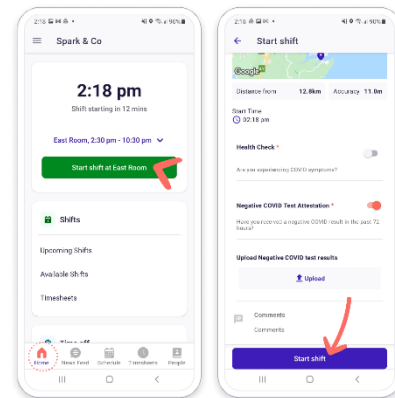 2:18
90%
Spark & Co
2:18 pm
Shift starting in 12 mins
East Room, 2:30 pm - 10:30 pm
Start shift at East Room
Shifts
Upcoming Shifts
Available Shifts
Timesheets
Time off
Home News Feed Schedule Timesheets People
2:18
90%
Start shift
Google
Distance from 12.8km Accuracy 11.0m
Start Time
02:18 pm
Health Check *
Are you experiencing COVID symptoms?
Negative COVID Test Attestation *
Have you received a negative COVID result in the past 72
hours?
Upload Negative COVID test results
Upload
Comments
Comments
Start shift